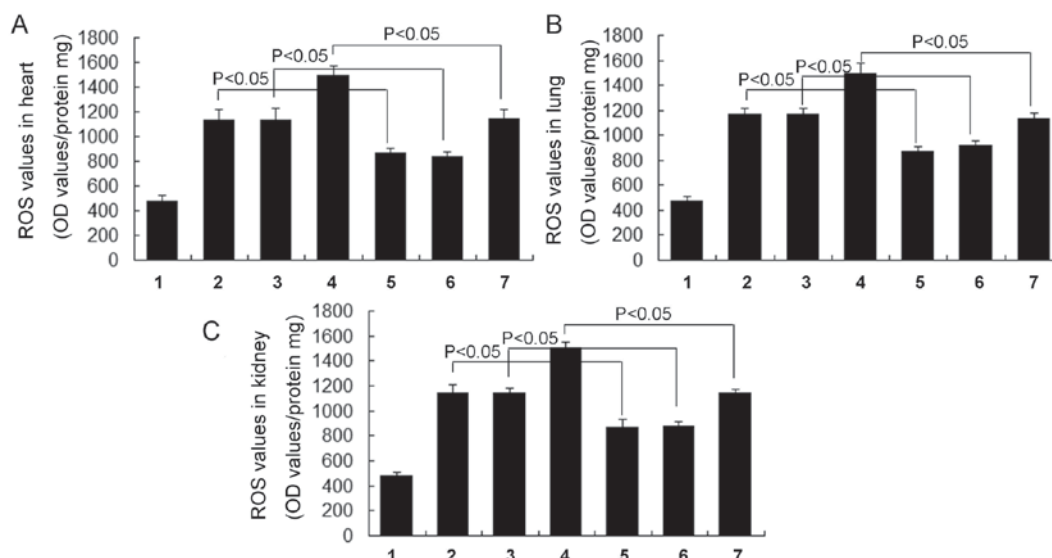 A
ROS values in heart
(OD values/protein mg)
1800
1600
1400
1200
1000
800
600
400
200
0
P<0.05
P<0.05
P<0.05
1 2 3 4 5 6 7
B
ROS values in lung
(OD values/protein mg)
1800
1600
1400
1200
1000
800
600
400
200
0
P<0.05
P<0.05
P<0.05
1 2 3 4 5 6 7
C
ROS values in kidney
(OD values/protein mg)
1800
1600
1400
1200
1000
800
600
400
200
0
P<0.05
P<0.05
P<0.05
1 2 3 4 5 6 7